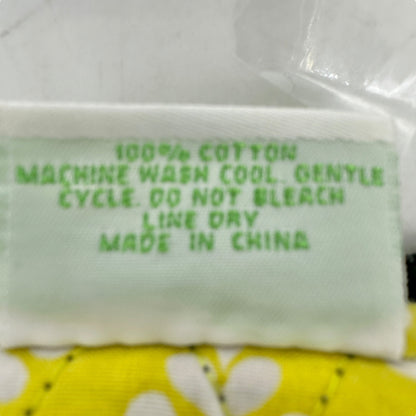 100% COTTON
MACHINE WASH COOL. GENTLE
CYCLE. DO NOT BLEACH
LINE DRY
MADE IN CHINA